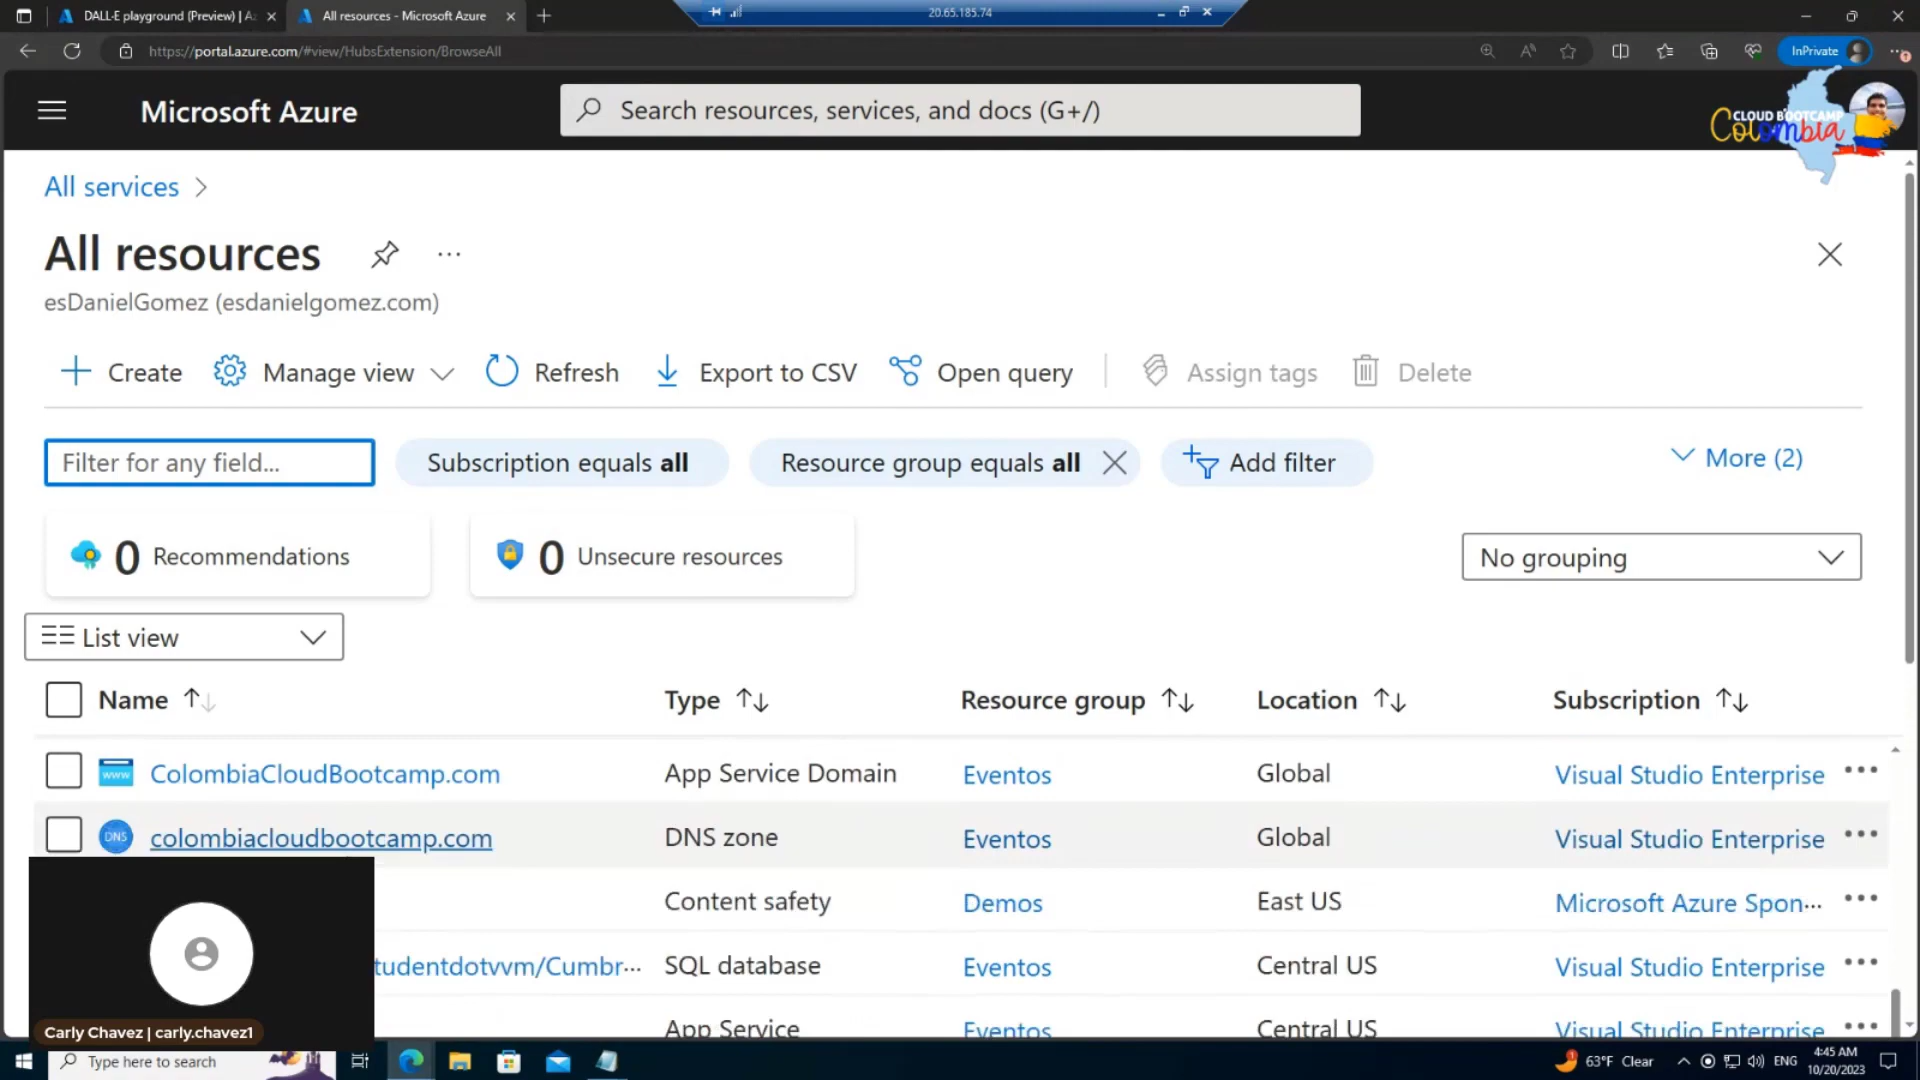 DALL-E playground (Preview) | Az
All resources - Microsoft Azure
20.65.185.74
https://portal.azure.com/#view/HubsExtension/BrowseAll
InPrivate
Microsoft Azure
Search resources, services, and docs (G+/)
CLOUD BOOTCAMP
Colombia
All services
All resources
esDanielGomez (esdanielgomez.com)
Create
Manage view
Refresh
Export to CSV
Open query
Assign tags
Delete
Filter for any field...
Subscription equals all
Resource group equals all
Add filter
More (2)
0 Recommendations
0 Unsecure resources
No grouping
List view
Name
Type
Resource group
Location
Subscription
www
ColombiaCloudBootcamp.com
App Service Domain
Eventos
Global
Visual Studio Enterprise
DNS
colombiacloudbootcamp.com
DNS zone
Eventos
Global
Visual Studio Enterprise
Content safety
Demos
East US
Microsoft Azure Spon···
tudentdotvvm/Cumbr···
SQL database
Eventos
Central US
Visual Studio Enterprise
App Service
Eventos
Central US
Visual Studio Enterprise
Carly Chavez | carly.chavez1
Type here to search
63°F Clear
ENG
4:45 AM
10/20/2023